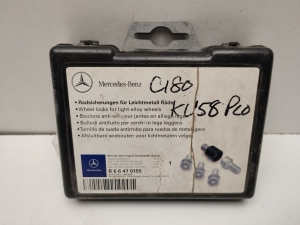 Mercedes-Benz
C180
KL58 PCO
Radsicherungen für Leichtmetall Räder
Wheel locks for light alloy wheels
Boulons anti-vol pour jantes en alliage léger
Bulloni antifurto per cerchi in lega leggera
Tornillo de rueda antirrobo para ruedas de metal ligero
Afsluitbare wielbouten voor lichtmetalen velgen
B 6 6 47 0155